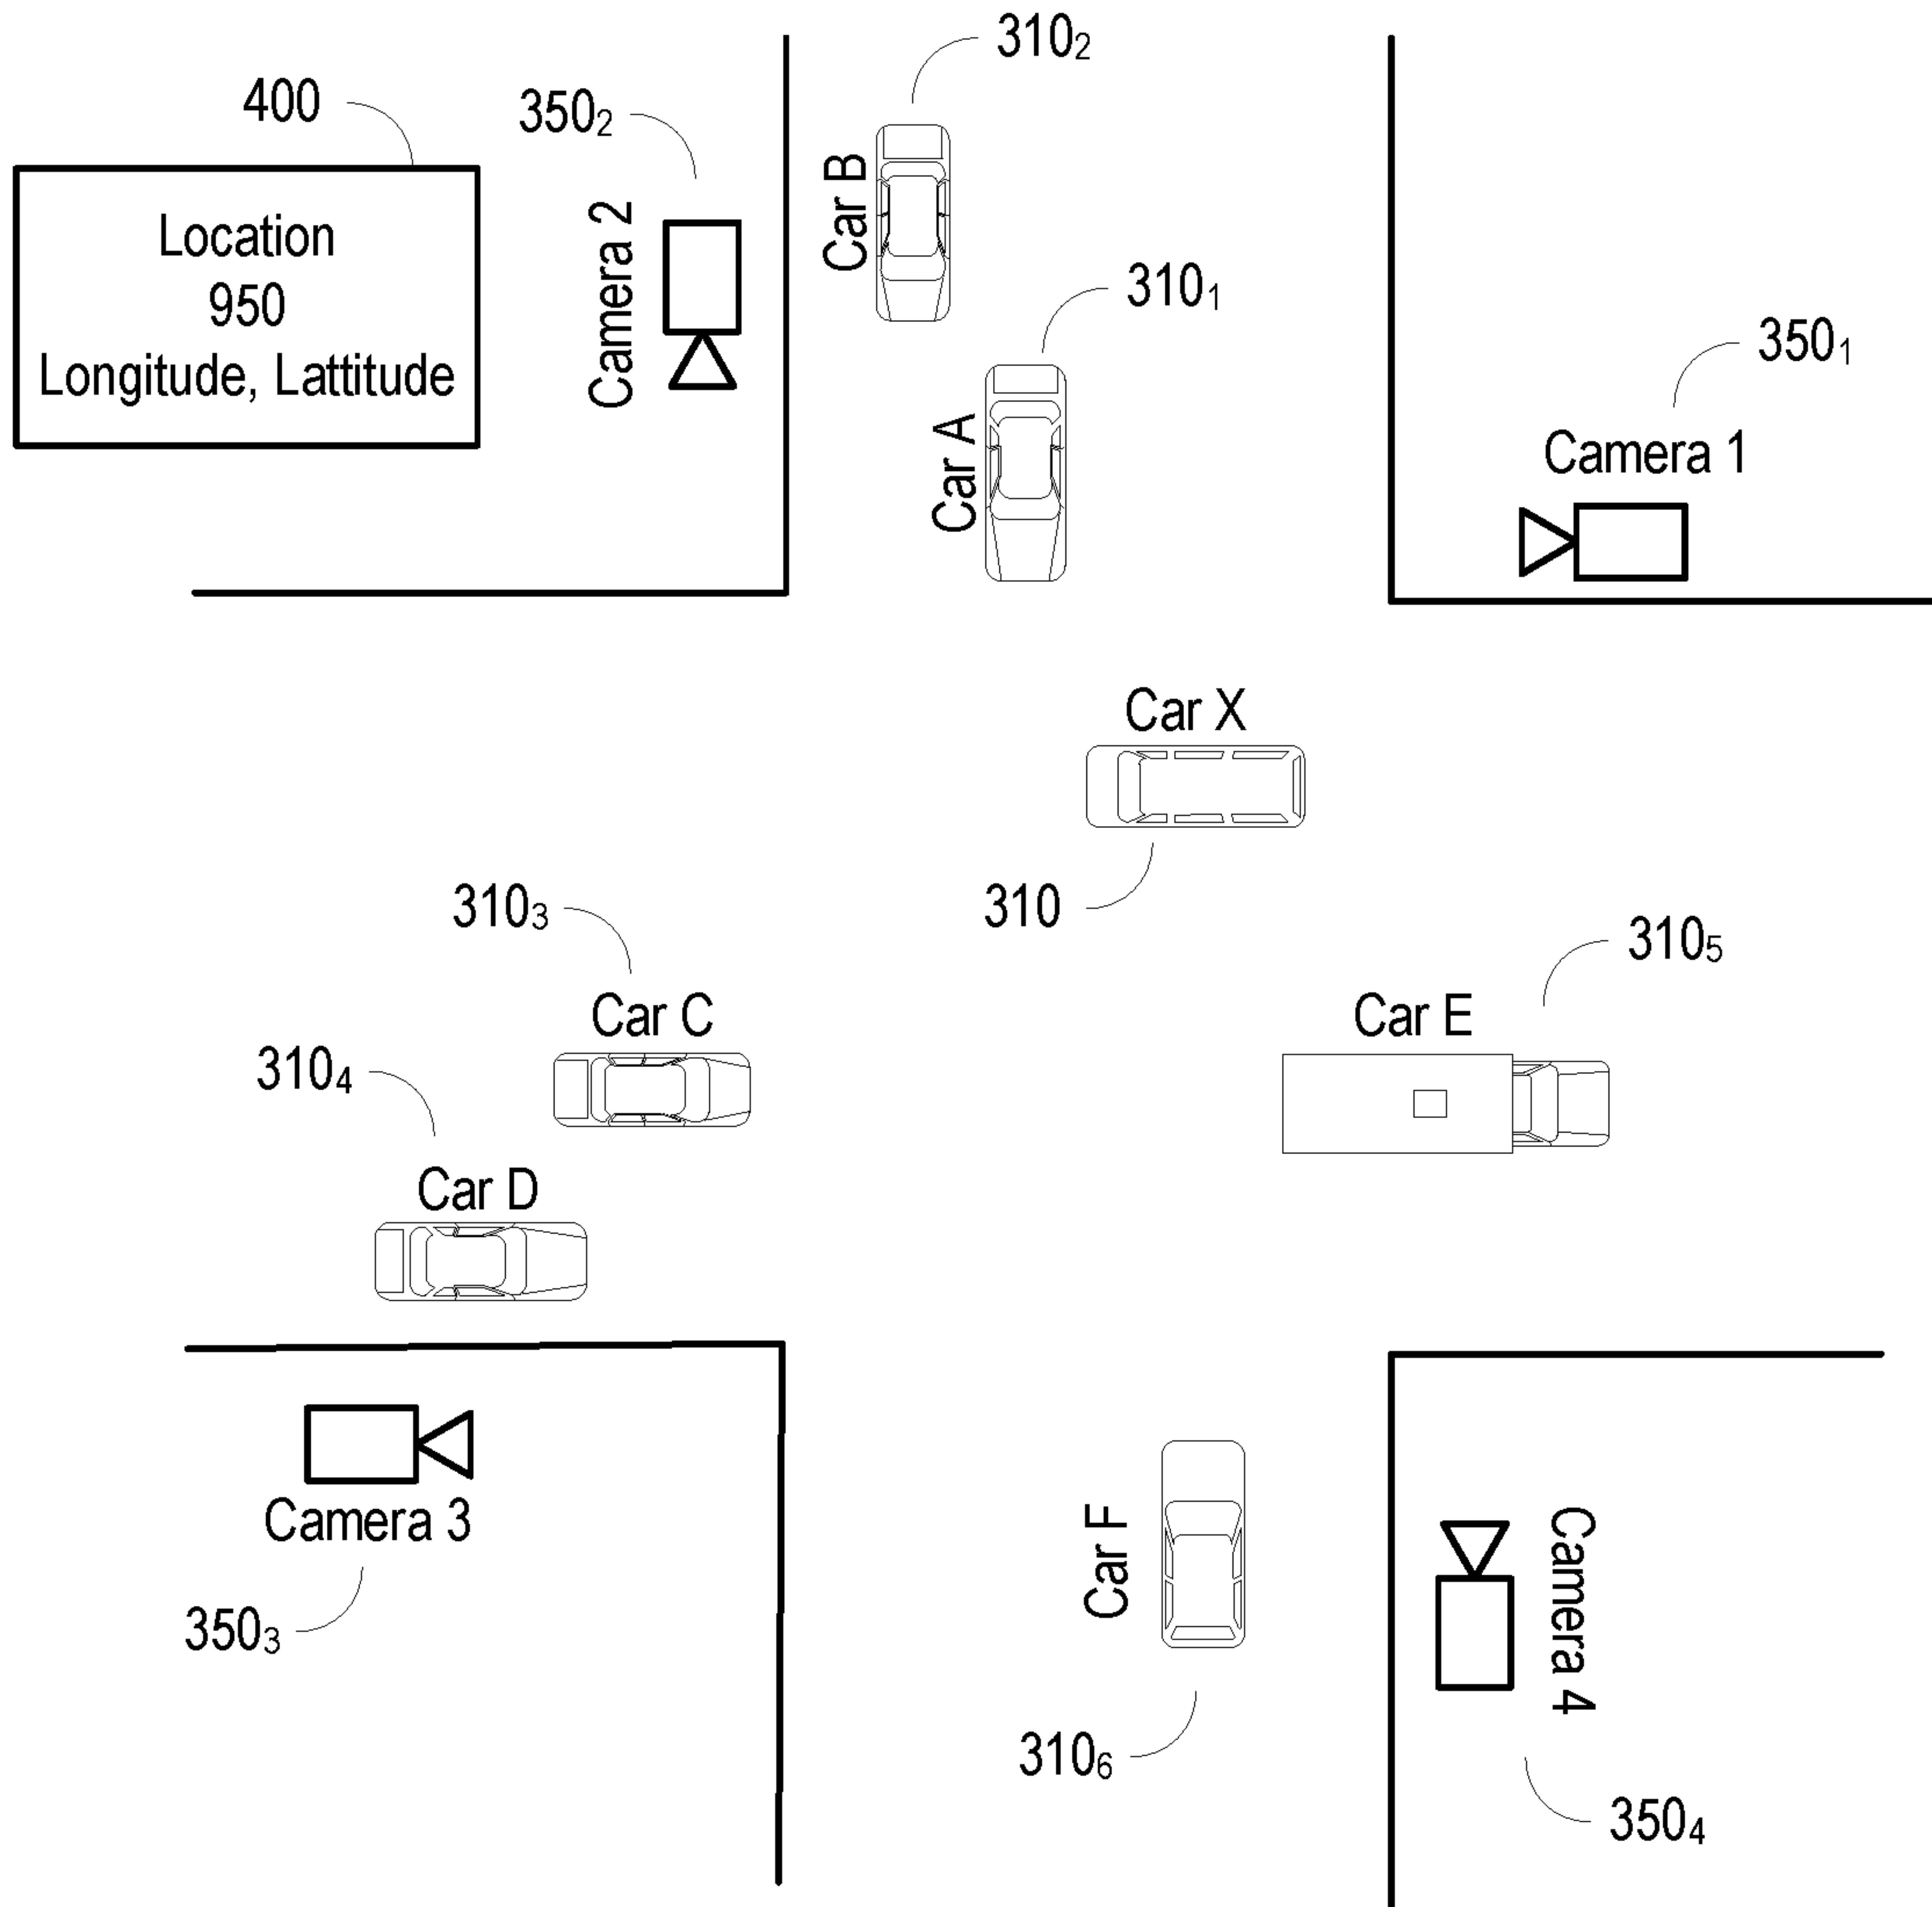 310₂
400
350₂
Car B
Location
950
Longitude, Lattitude
Camera 2
310₁
350₁
Car A
Camera 1
Car X
310₃
310
310₅
Car C
Car E
310₄
Car D
Camera 3
Car F
Camera 4
350₃
310₆
350₄